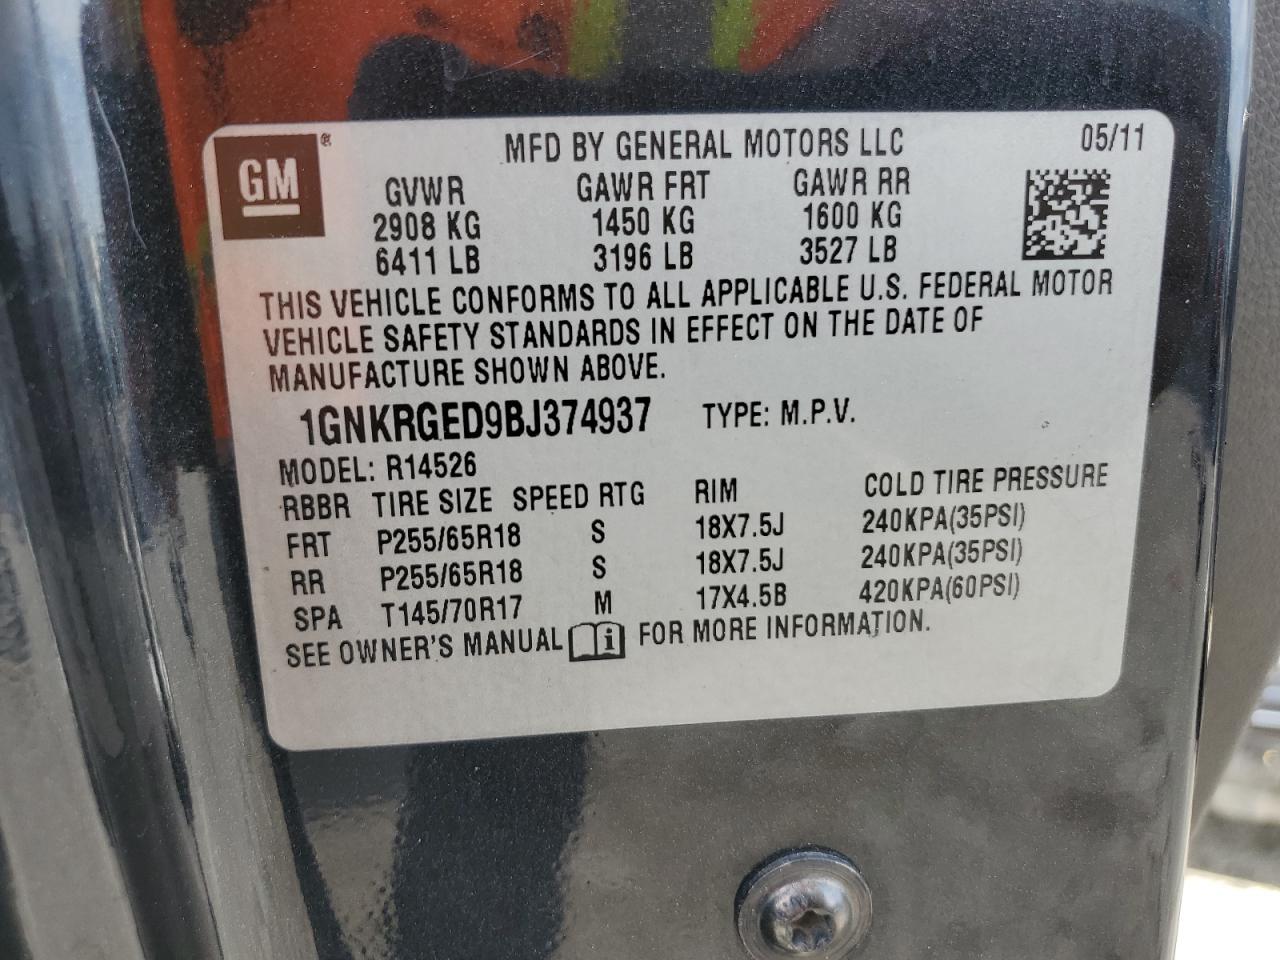 GM ®
MFD BY GENERAL MOTORS LLC 05/11
GVWR GAWR FRT GAWR RR
2908 KG 1450 KG 1600 KG
6411 LB 3196 LB 3527 LB
THIS VEHICLE CONFORMS TO ALL APPLICABLE U.S. FEDERAL MOTOR
VEHICLE SAFETY STANDARDS IN EFFECT ON THE DATE OF
MANUFACTURE SHOWN ABOVE.
1GNKRGED9BJ374937 TYPE: M.P.V.
MODEL: R14526
RBBR TIRE SIZE SPEED RTG RIM COLD TIRE PRESSURE
FRT P255/65R18 S 18X7.5J 240KPA(35PSI)
RR P255/65R18 S 18X7.5J 240KPA(35PSI)
SPA T145/70R17 M 17X4.5B 420KPA(60PSI)
SEE OWNER'S MANUAL i FOR MORE INFORMATION.